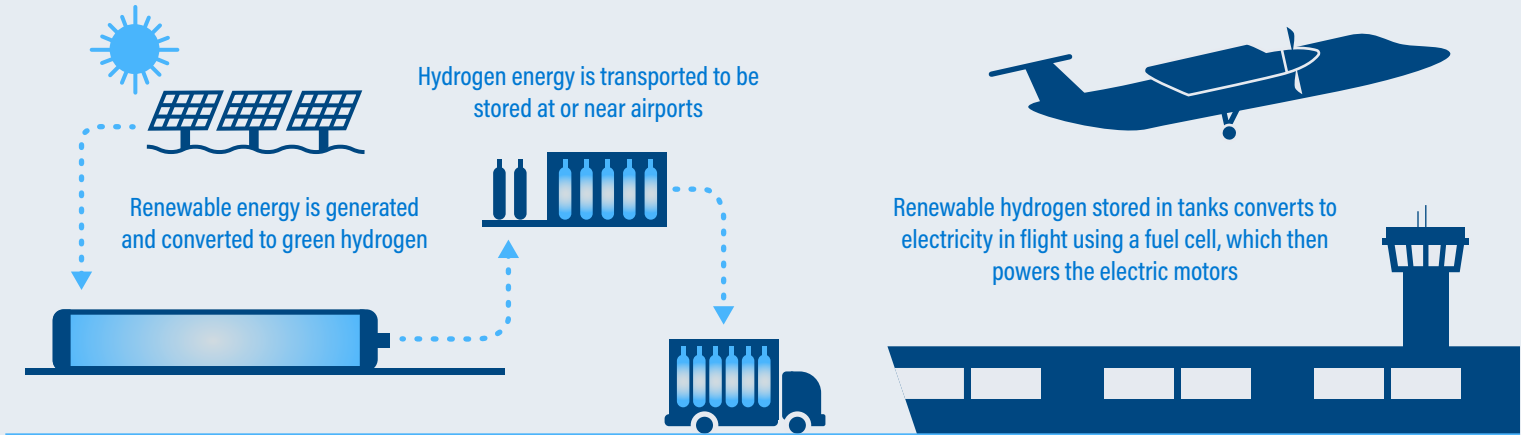 Hydrogen energy is transported to be
stored at or near airports
Renewable energy is generated
and converted to green hydrogen
Renewable hydrogen stored in tanks converts to
electricity in flight using a fuel cell, which then
powers the electric motors